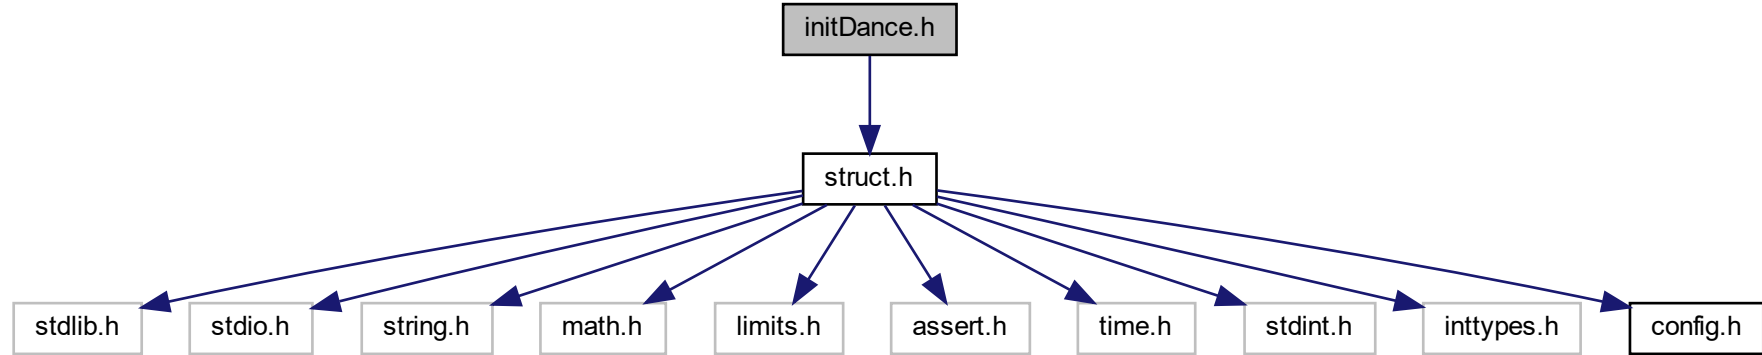 initDance.h
struct.h
stdlib.h
stdio.h
string.h
math.h
limits.h
assert.h
time.h
stdint.h
inttypes.h
config.h